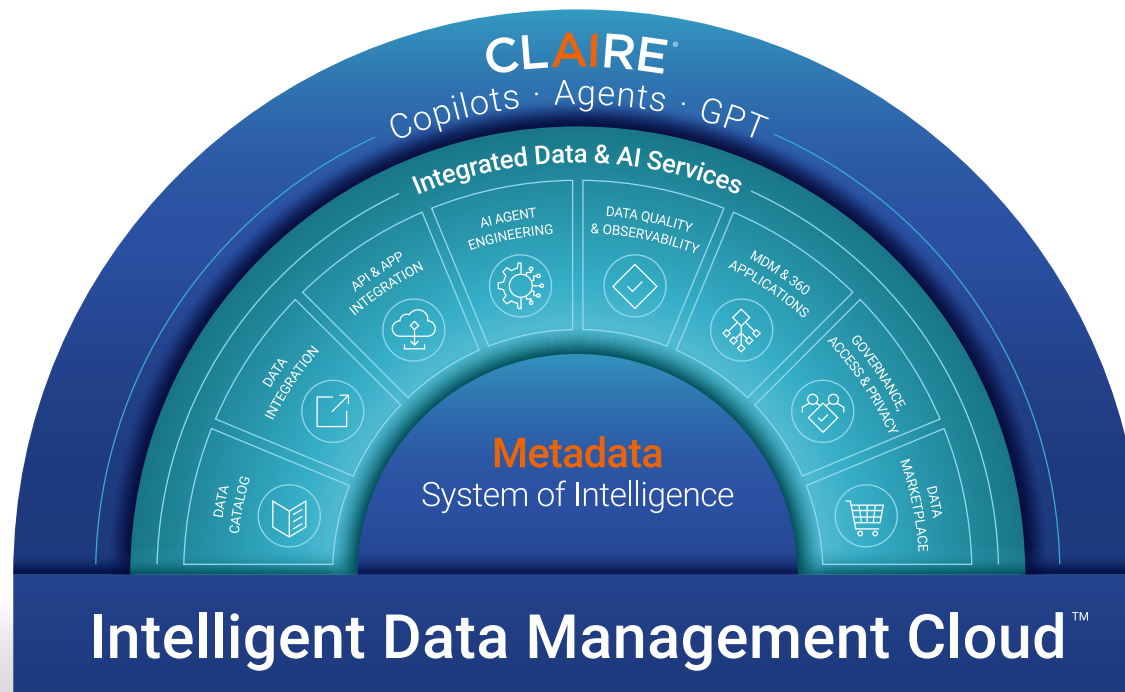 CLAIRE®
Copilots · Agents · GPT
Integrated Data & AI Services
DATA
CATALOG
DATA
INTEGRATION
API & APP
INTEGRATION
AI AGENT
ENGINEERING
DATA QUALITY
& OBSERVABILITY
MDM & 360
APPLICATIONS
GOVERNANCE,
ACCESS & PRIVACY
DATA
MARKETPLACE
Metadata
System of Intelligence
Intelligent Data Management Cloud™